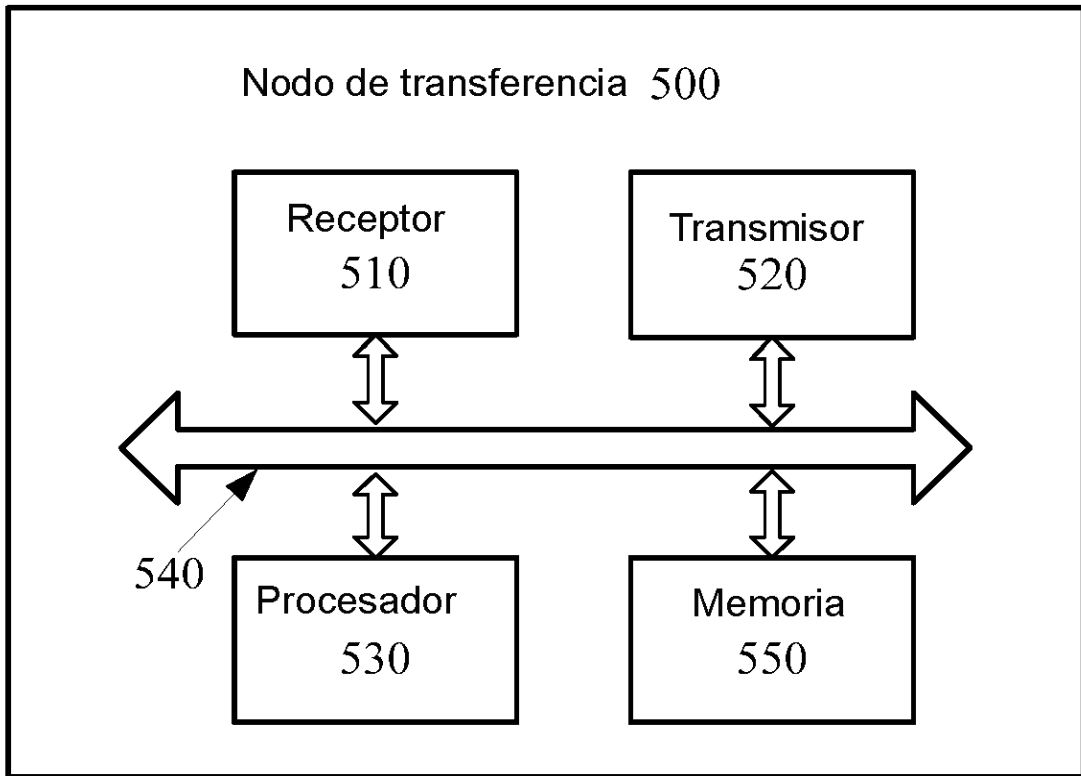 Nodo de transferencia 500
Receptor
510
Transmisor
520
540
Procesador
530
Memoria
550